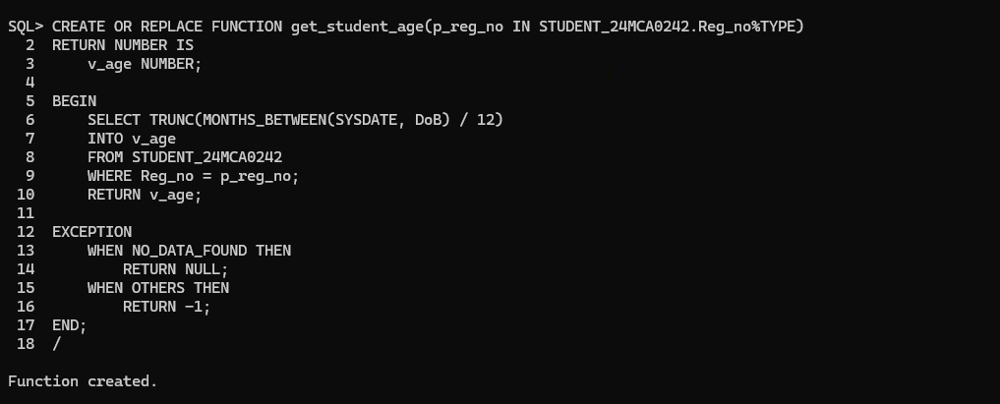 SQL> CREATE OR REPLACE FUNCTION get_student_age(p_reg_no IN STUDENT_24MCA0242.Reg_no%TYPE)
  2  RETURN NUMBER IS
  3      v_age NUMBER;
  4
  5  BEGIN
  6      SELECT TRUNC(MONTHS_BETWEEN(SYSDATE, DoB) / 12)
  7      INTO v_age
  8      FROM STUDENT_24MCA0242
  9      WHERE Reg_no = p_reg_no;
 10      RETURN v_age;
 11
 12  EXCEPTION
 13      WHEN NO_DATA_FOUND THEN
 14          RETURN NULL;
 15      WHEN OTHERS THEN
 16          RETURN -1;
 17  END;
 18  /
Function created.